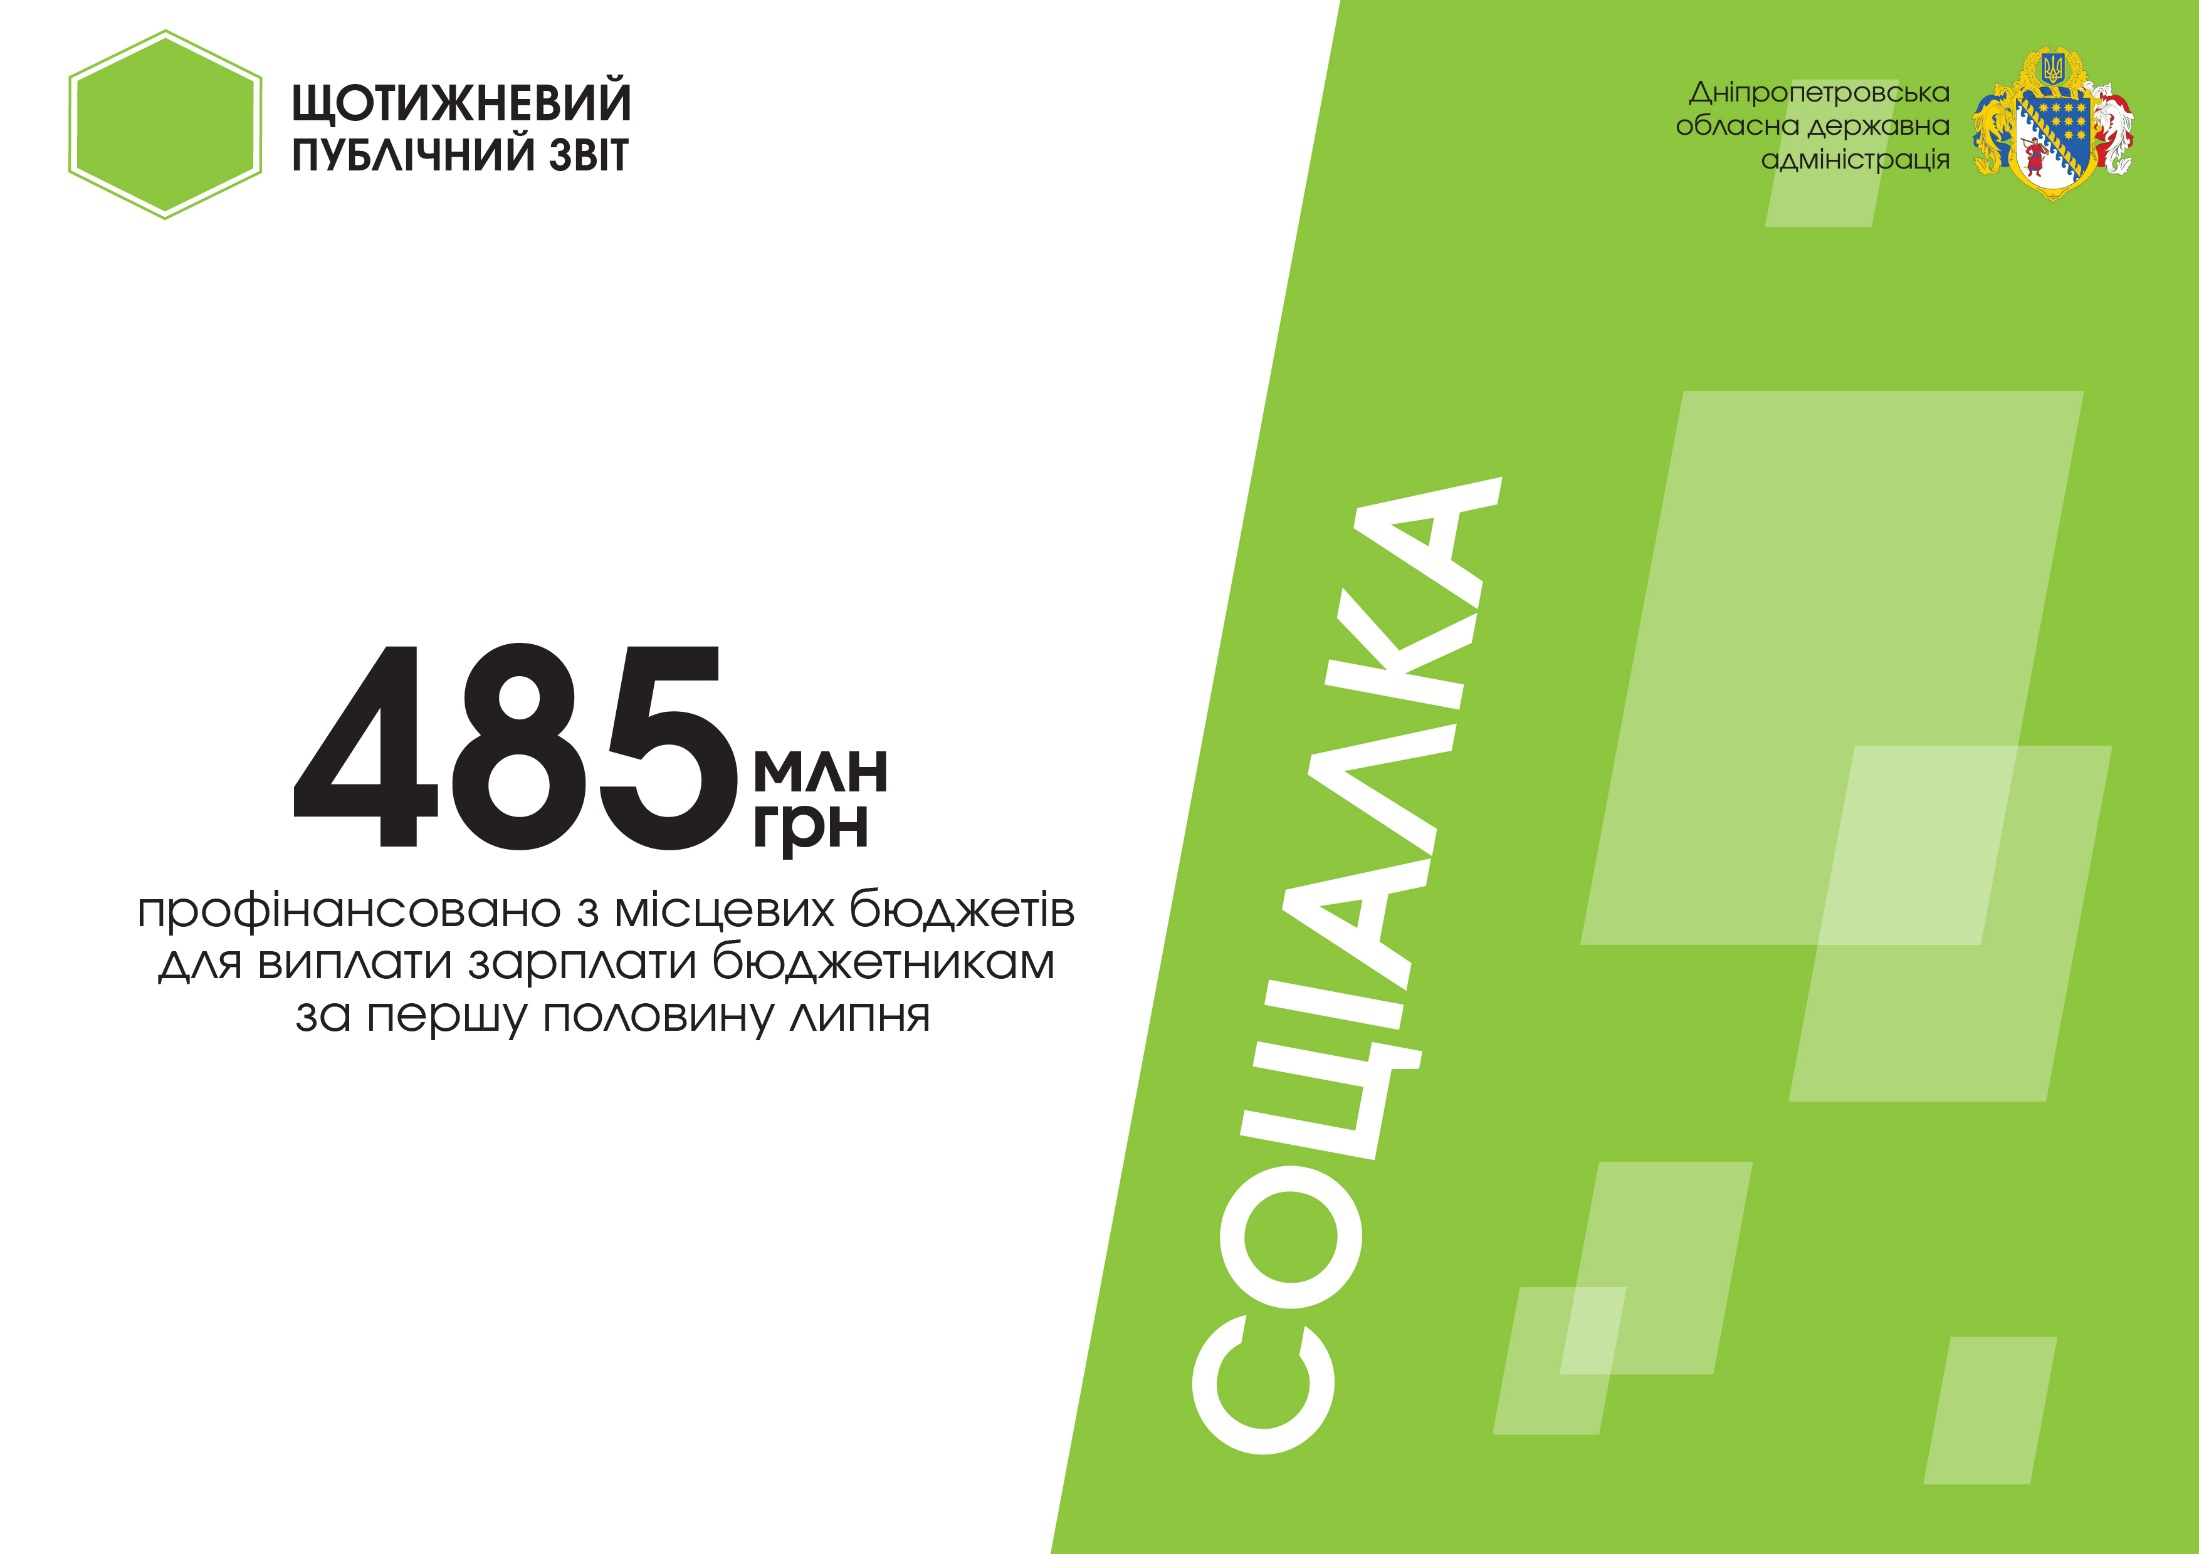 ЩОТИЖНЕВИЙ
ПУБЛІЧНИЙ ЗВІТ
Дніпропетровська
обласна державна
адміністрація
485 млн
грн
профінансовано з місцевих бюджетів
для виплати зарплати бюджетникам
за першу половину липня
СОЦІАЛКА